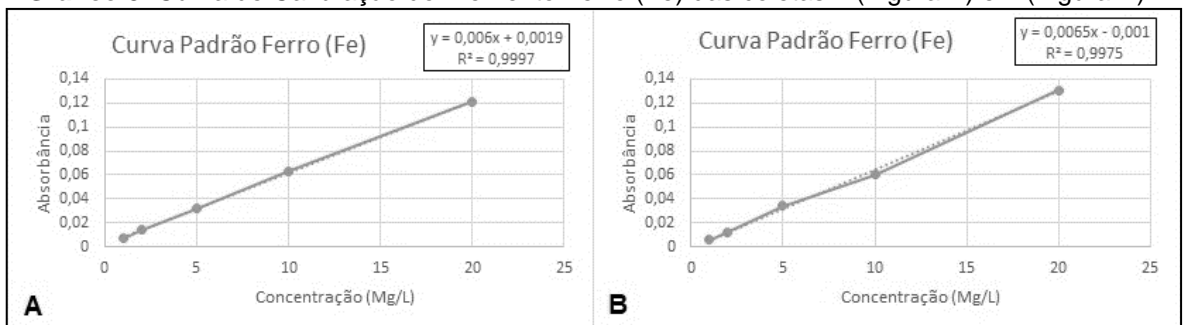 Curva Padrão Ferro (Fe)
y = 0,006x + 0,0019
R² = 0,9997
0,14
0,12
0,1
0,08
0,06
0,04
0,02
0
Absorbância
0 5 10 15 20 25
Concentração (Mg/L)
A
Curva Padrão Ferro (Fe)
y = 0,0065x - 0,001
R² = 0,9975
0,14
0,12
0,1
0,08
0,06
0,04
0,02
0
Absorbância
0 5 10 15 20 25
Concentração (Mg/L)
B